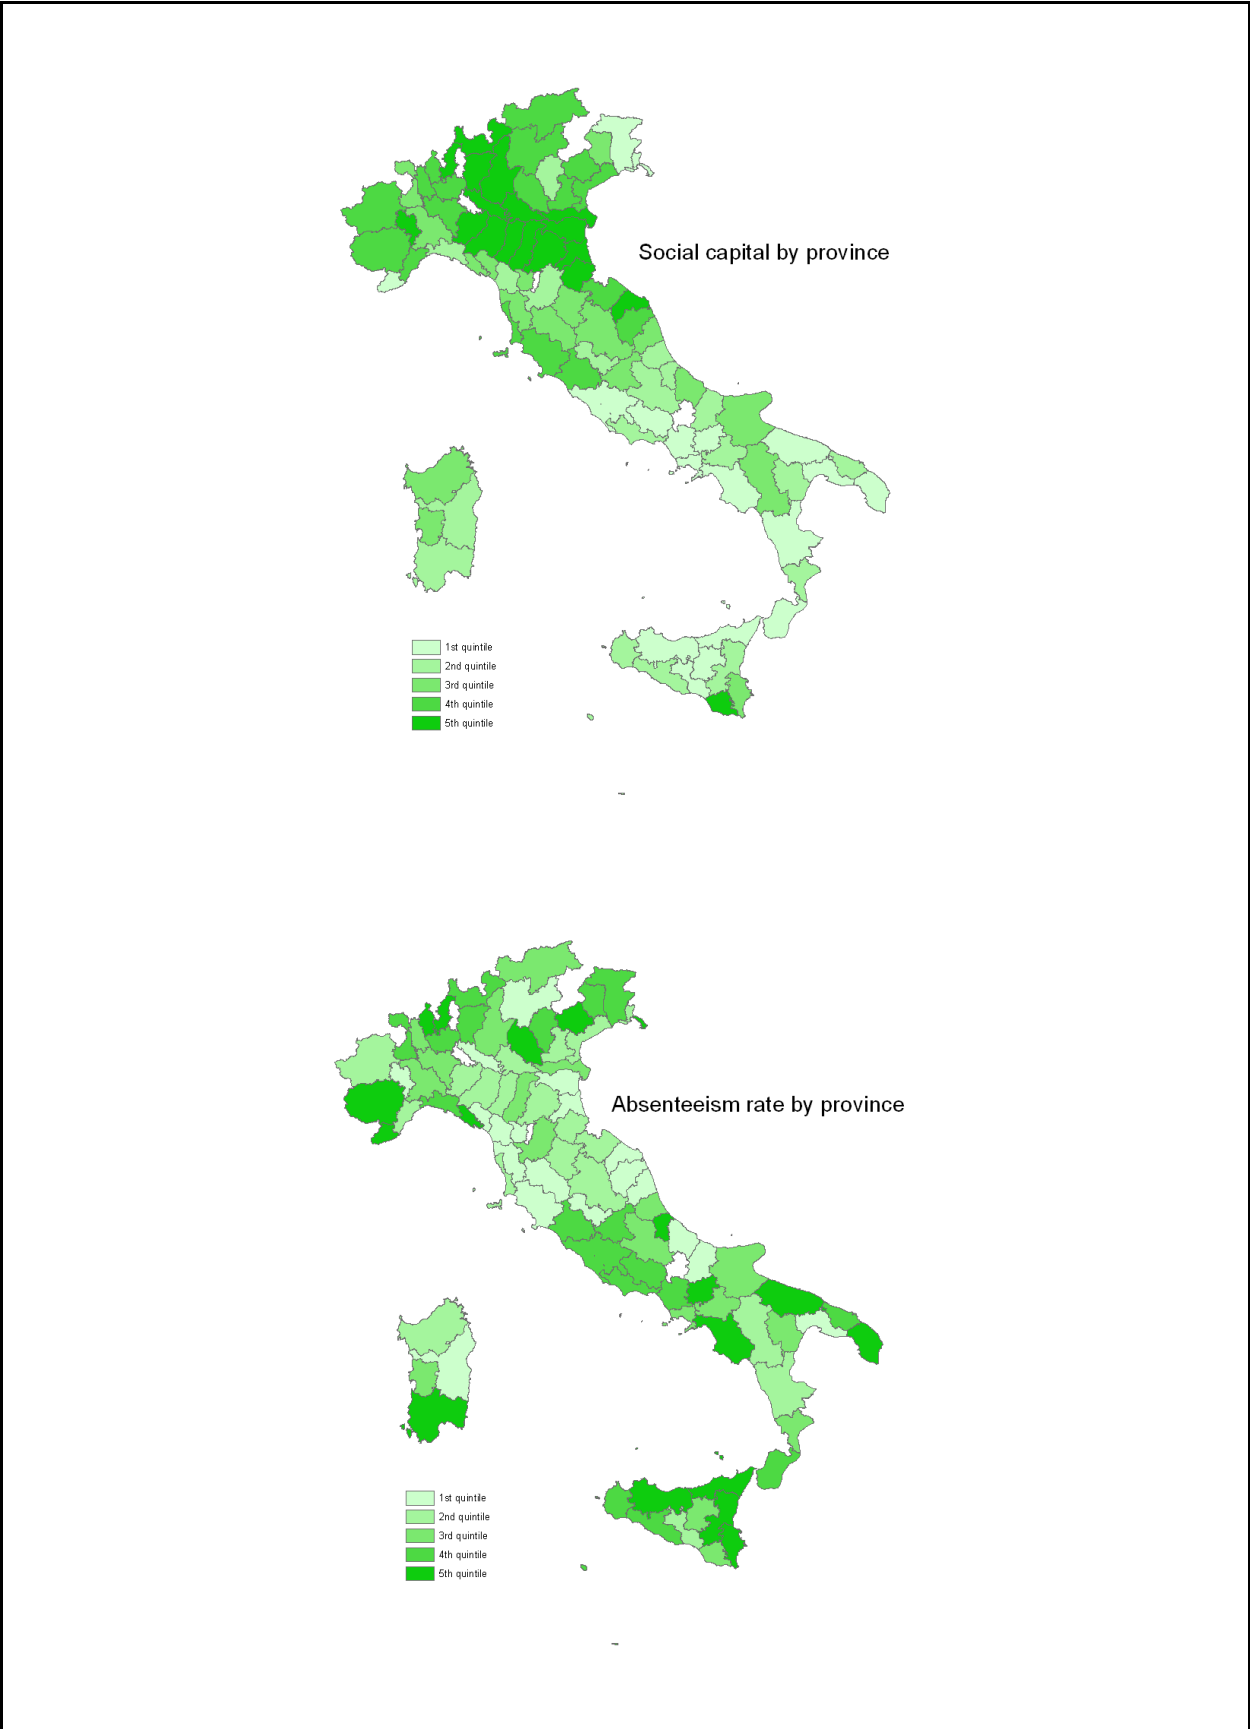 Social capital by province
1st quintile
2nd quintile
3rd quintile
4th quintile
5th quintile
Absenteeism rate by province
1st quintile
2nd quintile
3rd quintile
4th quintile
5th quintile